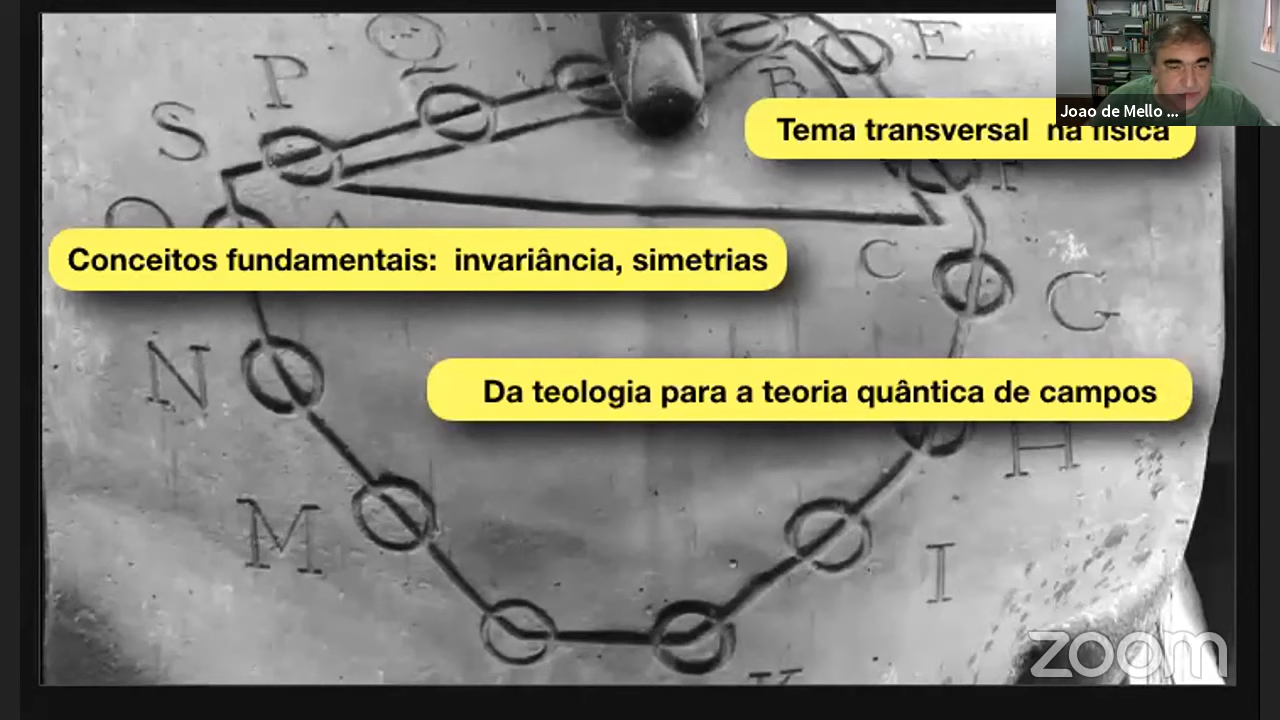 Q
E
P
B
Joao de Mello ...
S
Tema transversal na física
F
A
Conceitos fundamentais: invariância, simetrias
C
G
N
Da teologia para a teoria quântica de campos
H
M
I
zoom